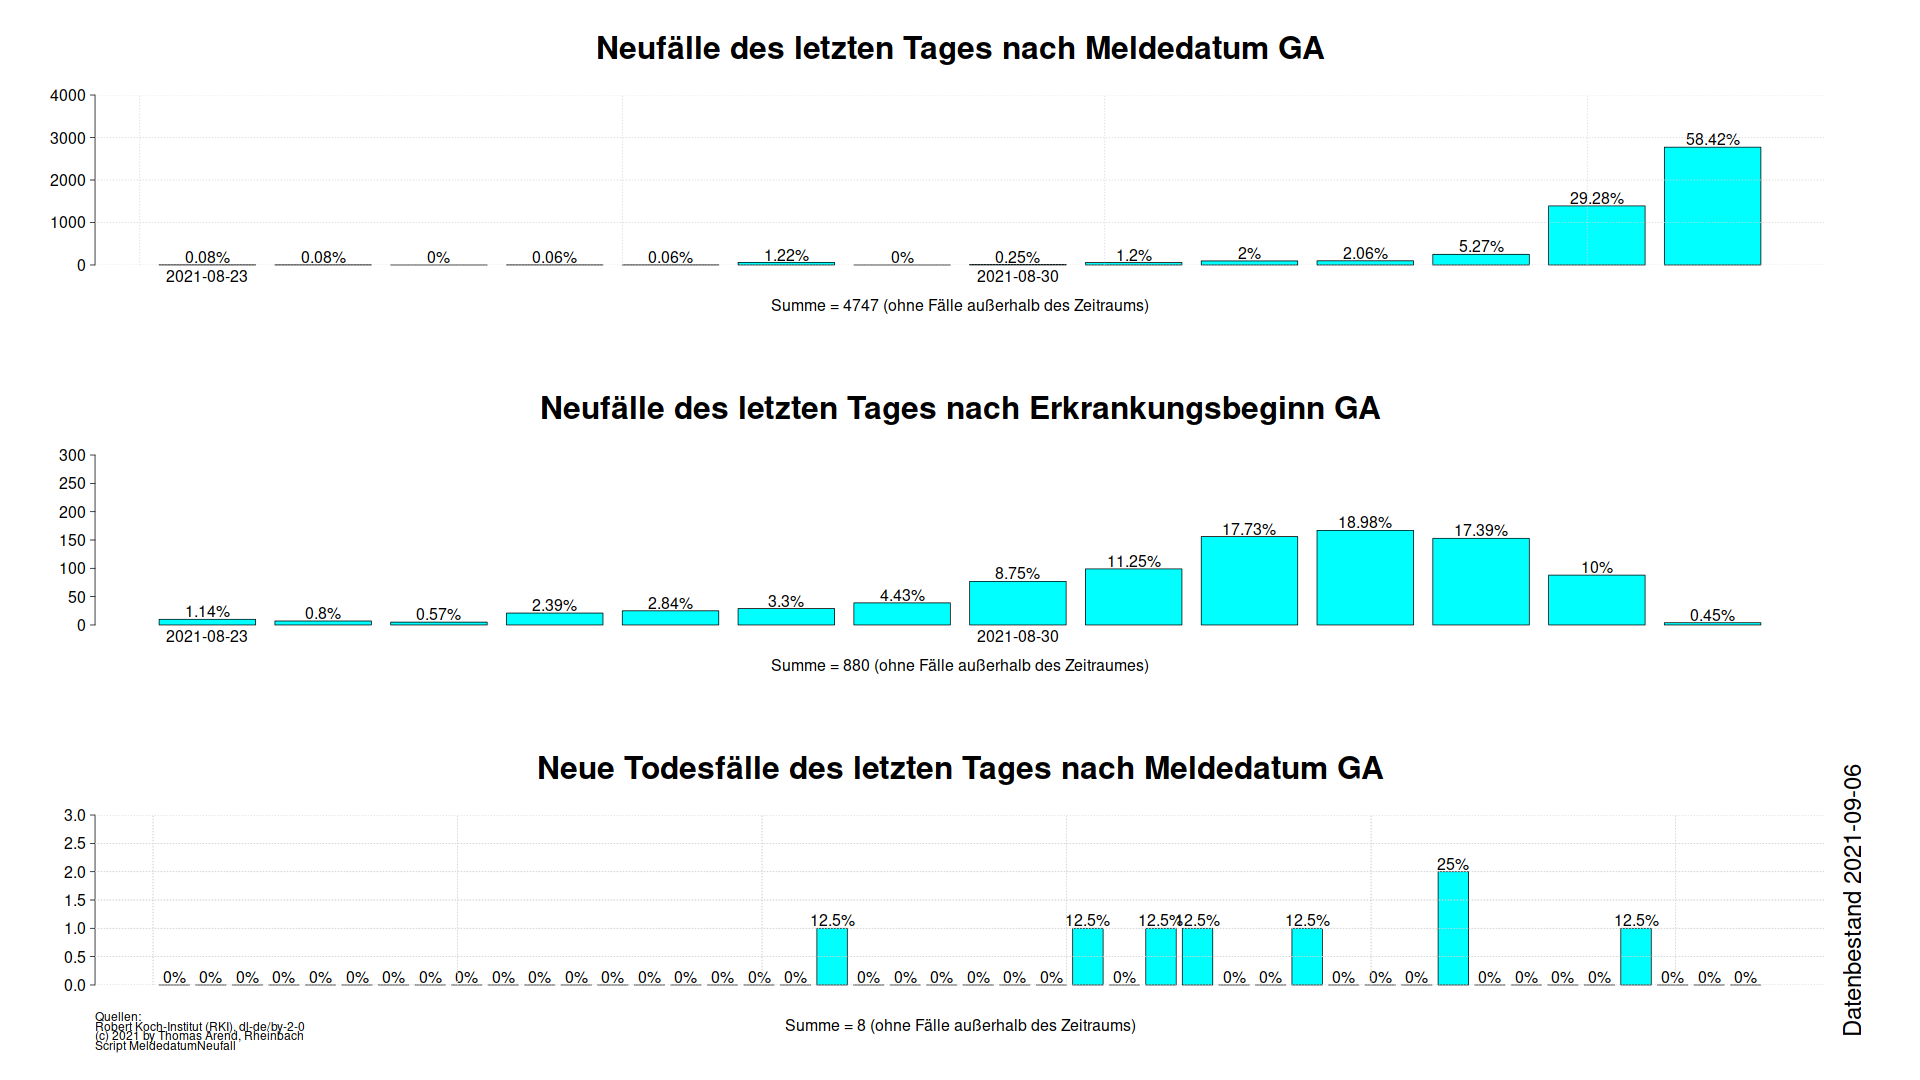 Neufälle des letzten Tages nach Meldedatum GA
4000
3000
2000
1000
0
0.08% 0.08% 0% 0.06% 0.06% 1.22% 0% 0.25% 1.2% 2% 2.06% 5.27% 29.28% 58.42%
2021-08-23 2021-08-30
Summe = 4747 (ohne Fälle außerhalb des Zeitraums)
Neufälle des letzten Tages nach Erkrankungsbeginn GA
300
250
200
150
100
50
0
1.14% 0.8% 0.57% 2.39% 2.84% 3.3% 4.43% 8.75% 11.25% 17.73% 18.98% 17.39% 10% 0.45%
2021-08-23 2021-08-30
Summe = 880 (ohne Fälle außerhalb des Zeitraumes)
Neue Todesfälle des letzten Tages nach Meldedatum GA
3.0
2.5
2.0
1.5
1.0
0.5
0.0
0% 0% 0% 0% 0% 0% 0% 0% 0% 0% 0% 0% 0% 0% 0% 0% 0% 0% 12.5% 0% 0% 0% 0% 0% 0% 12.5% 0% 12.5% 12.5% 0% 0% 12.5% 0% 0% 0% 25% 0% 0% 0% 0% 12.5% 0% 0% 0%
Summe = 8 (ohne Fälle außerhalb des Zeitraums)
Quellen:
Robert Koch-Institut (RKI), dl-de/by-2-0
(c) 2021 by Thomas Arend, Rheinbach
Script MeldedatumNeufall
Datenbestand 2021-09-06